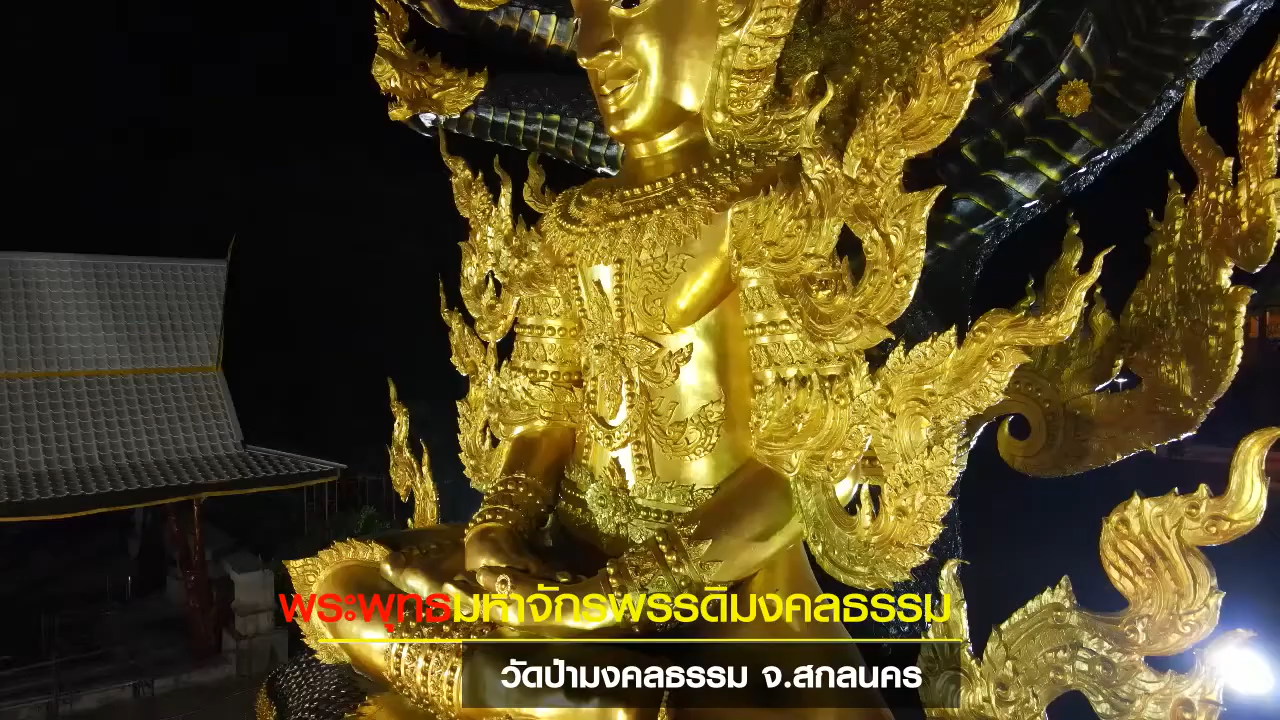 พระพุทธมหาจักรพรรดิมงคลธรรม
วัดป่ามงคลธรรม จ.สกลนคร